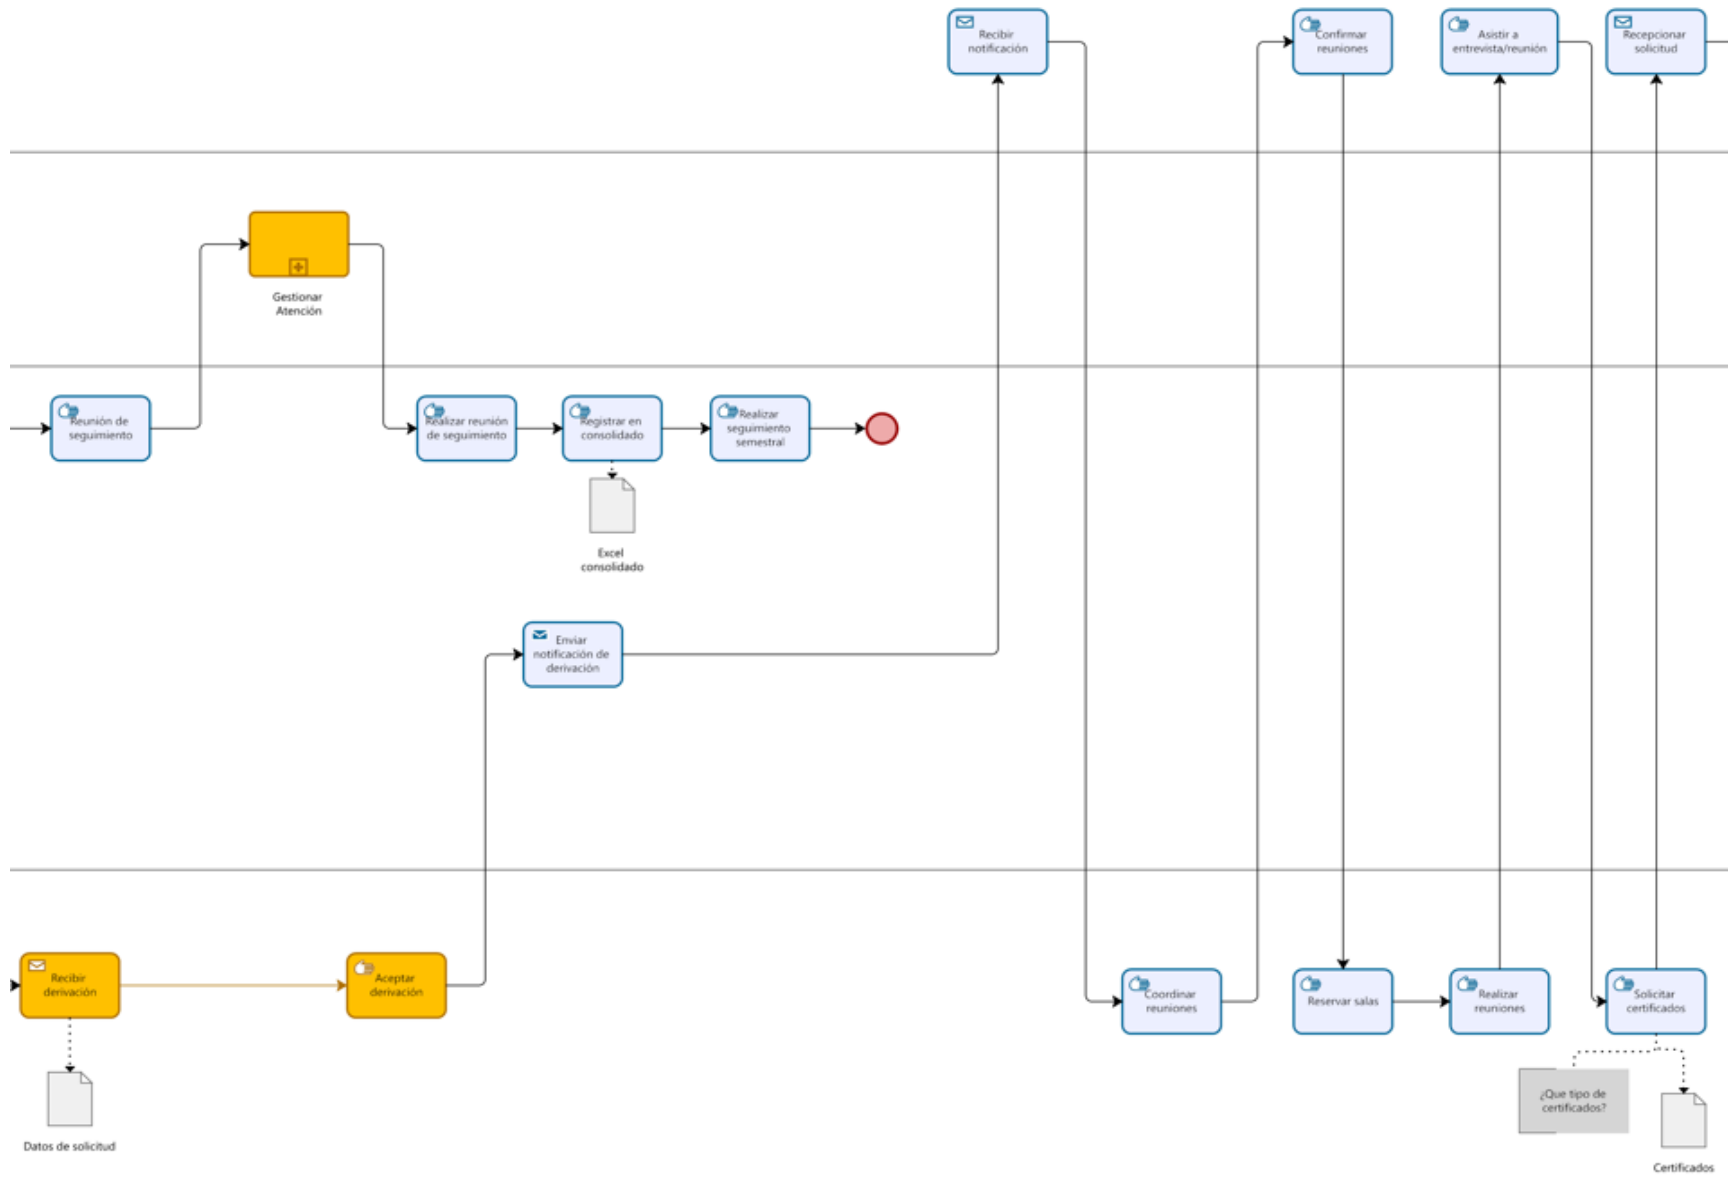 Recibir
notificación
Confirmar
reuniones
Asistir a
entrevista/reunión
Recepcionar
solicitud
Gestionar
Atención
Reunión de
seguimiento
Realizar reunión
de seguimiento
Registrar en
consolidado
Realizar
seguimiento
semestral
Excel
consolidado
Enviar
notificación de
derivación
Recibir
derivación
Aceptar
derivación
Coordinar
reuniones
Reservar salas
Realizar
reuniones
Solicitar
certificados
Datos de solicitud
¿Que tipo de
certificados?
Certificados